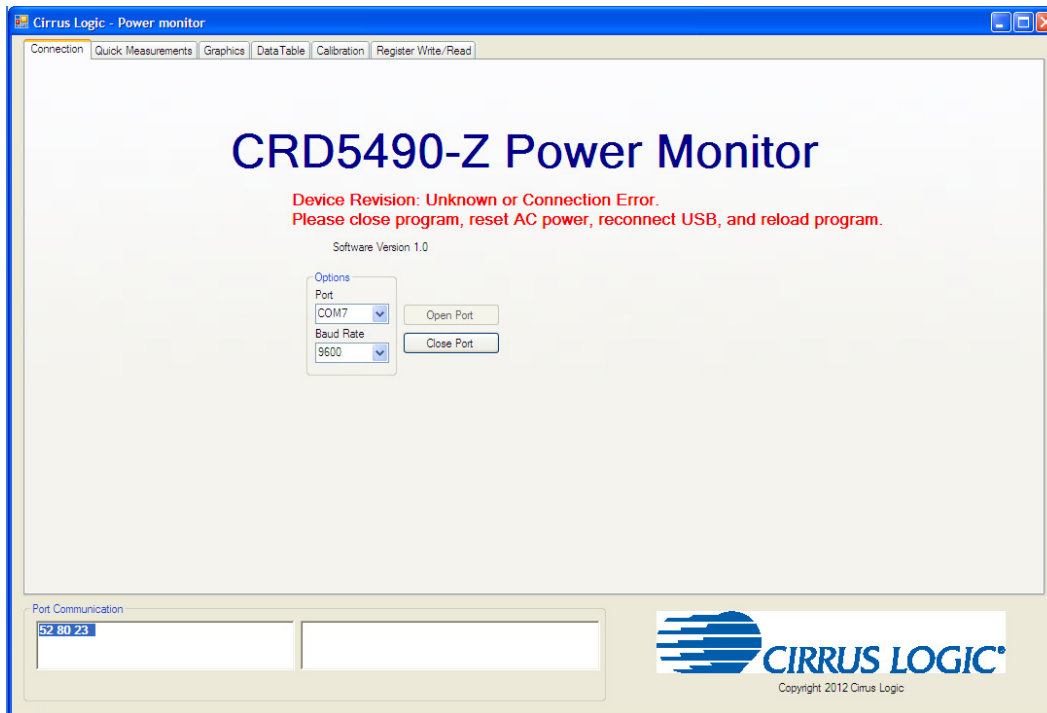 Cirrus Logic - Power monitor
Connection Quick Measurements Graphics DataTable Calibration Register Write/Read
CRD5490-Z Power Monitor
Device Revision: Unknown or Connection Error.
Please close program, reset AC power, reconnect USB, and reload program.
Software Version 1.0
Options
Port
COM7
Open Port
Baud Rate
9600
Close Port
Port Communication
52 80 23
CIRRUS LOGIC®
Copyright 2012 Cirrus Logic